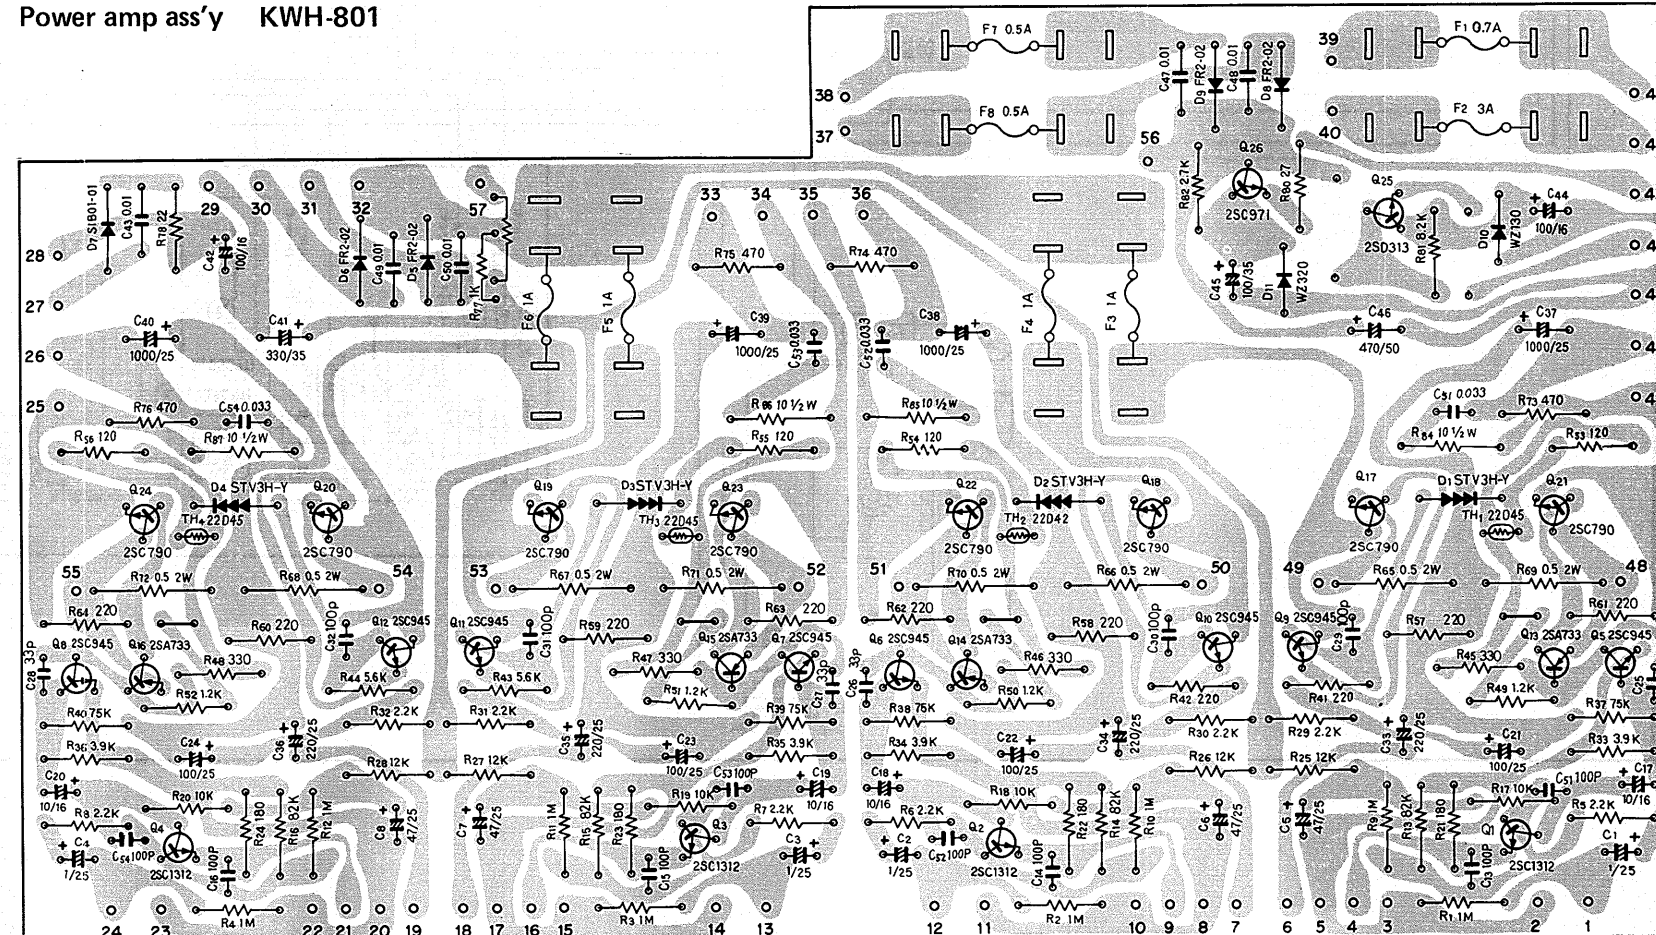 Power amp ass'y KWH-801
F7 0.5A
F1 0.7A
39
C47 0.01
D9 FR2-02
C48 0.01
D8 FR2-02
38
4
F8 0.5A
F2 3A
37
56
40
4
Q26
R82 2.7K
R80 27
2SC971
Q25
2SD313
R81 8.2K
D10
WZ130
C44
100/16
4
D7 SIB01-01
C43 0.01
R78 22
29
30
31
32
57
33
34
35
36
C42
100/16
D6 FR2-02
C49 0.01
D5 FR2-02
C50 0.01
R77 1K
28
R75 470
R74 470
C45
100/35
D11
WZ320
4
27
F6 1A
F5 1A
F4 1A
F3 1A
4
C40
1000/25
C41
330/35
C39
1000/25
C53 0.033
C52 0.033
C38
1000/25
C46
470/50
C37
1000/25
26
4
25
R76 470
C54 0.033
R86 10 ½W
R85 10 ½W
C51 0.033
R73 470
4
R56 120
R87 10 ½W
R55 120
R54 120
R84 10 ½W
R53 120
Q24
D4 STV3H-Y
Q20
Q19
D3 STV3H-Y
Q23
Q22
D2 STV3H-Y
Q18
Q17
D1 STV3H-Y
Q21
TH4 22D45
TH3 22D45
TH2 22D42
TH1 22D45
2SC790
2SC790
2SC790
2SC790
2SC790
2SC790
2SC790
2SC790
55
R72 0.5 2W
R68 0.5 2W
54
53
R67 0.5 2W
R71 0.5 2W
52
51
R70 0.5 2W
R66 0.5 2W
50
49
R65 0.5 2W
R69 0.5 2W
48
R64 220
R60 220
C32 100p
Q12 2SC945
Q11 2SC945
C31 100p
R59 220
R63 220
R62 220
R58 220
C30 100p
Q10 2SC945
Q9 2SC945
C29 100p
R57 220
R61 220
C28 33p
Q8 2SC945
Q16 2SA733
Q15 2SA733
Q7 2SC945
Q6 2SC945
Q14 2SA733
Q13 2SA733
Q5 2SC945
R48 330
R47 330
R46 330
R45 330
R52 1.2K
R44 5.6K
R43 5.6K
R51 1.2K
C27 33p
C26 33p
R50 1.2K
R42 220
R41 220
R49 1.2K
C25
R40 75K
C36
220/25
R32 2.2K
R31 2.2K
C35
220/25
R39 75K
R38 75K
C34
220/25
R30 2.2K
R29 2.2K
C33
220/25
R37 75K
R36 3.9K
C24
100/25
R28 12K
R27 12K
C23
100/25
R35 3.9K
R34 3.9K
C22
100/25
R26 12K
R25 12K
C21
100/25
R33 3.9K
C20
10/16
R20 10K
C53 100P
R19 10K
C19
10/16
C18
10/16
R18 10K
C51 100P
R17 10K
C17
10/16
R8 2.2K
R24 180
R16 82K
R12 1M
C8
47/25
C7
47/25
R11 1M
R15 82K
R23 180
R7 2.2K
R6 2.2K
R22 180
R14 82K
R10 1M
C6
47/25
C5
47/25
R9 1M
R13 82K
R21 180
R5 2.2K
C54 100P
Q4
Q3
C52 100P
Q2
Q1
C4
1/25
2SC1312
C16 100P
C15 100P
2SC1312
C3
1/25
C2
1/25
2SC1312
C14 100P
C13 100P
2SC1312
C1
1/25
R4 1M
R3 1M
R2 1M
R1 1M
24 23 22 21 20 19 18 17 16 15 14 13 12 11 10 9 8 7 6 5 4 3 2 1